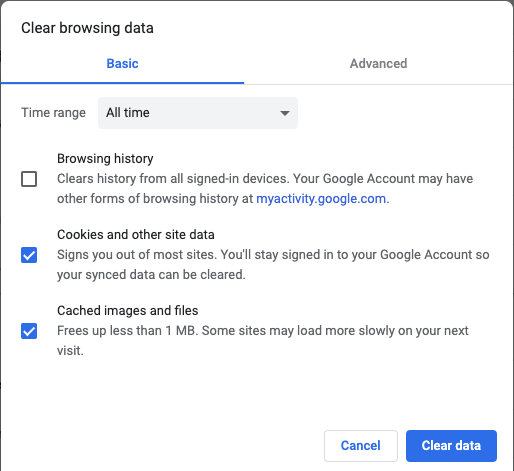 Clear browsing data
Basic
Advanced
Time range
All time
Browsing history
Clears history from all signed-in devices. Your Google Account may have
other forms of browsing history at myactivity.google.com.
Cookies and other site data
Signs you out of most sites. You'll stay signed in to your Google Account so
your synced data can be cleared.
Cached images and files
Frees up less than 1 MB. Some sites may load more slowly on your next
visit.
Cancel
Clear data